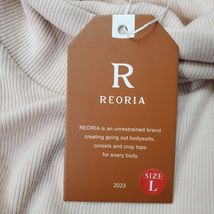 R
REORIA
REORIA is an unrestrained brand
creating going out bodysuits,
corsets and crop tops
for every body
2023
SIZE
L